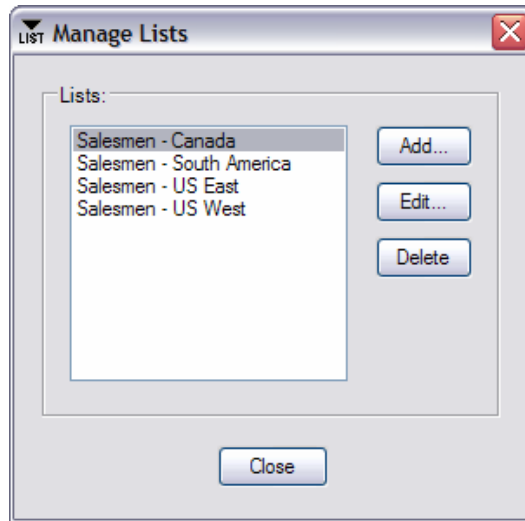 LIST Manage Lists
Lists:
Salesmen - Canada
Salesmen - South America
Salesmen - US East
Salesmen - US West
Add...
Edit...
Delete
Close